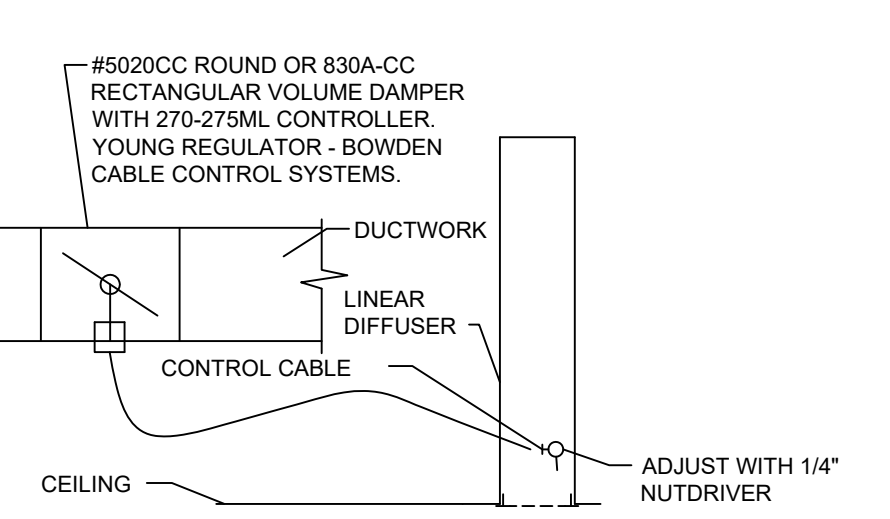 #5020CC ROUND OR 830A-CC
RECTANGULAR VOLUME DAMPER
WITH 270-275ML CONTROLLER.
YOUNG REGULATOR - BOWDEN
CABLE CONTROL SYSTEMS.
DUCTWORK
LINEAR
DIFFUSER
CONTROL CABLE
CEILING
ADJUST WITH 1/4"
NUTDRIVER